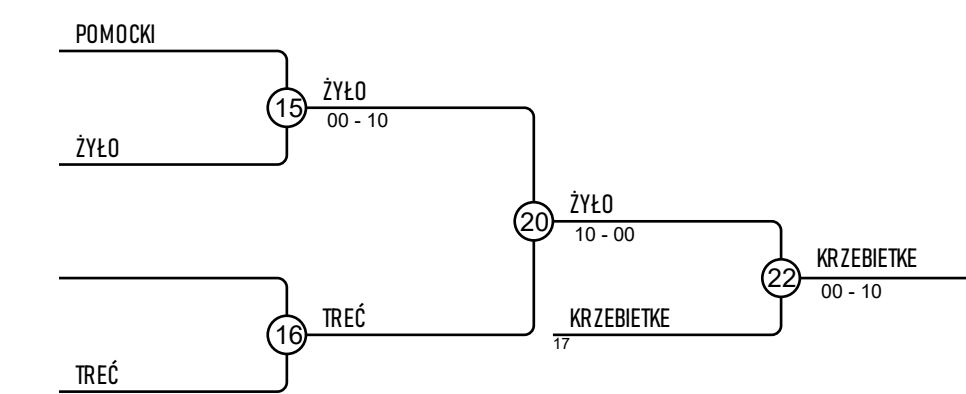 POMOCKI
15
ŻYŁO
00 - 10
ŻYŁO
20
ŻYŁO
10 - 00
22
KRZEBIETKE
00 - 10
16
TREĆ
KRZEBIETKE
17
TREĆ